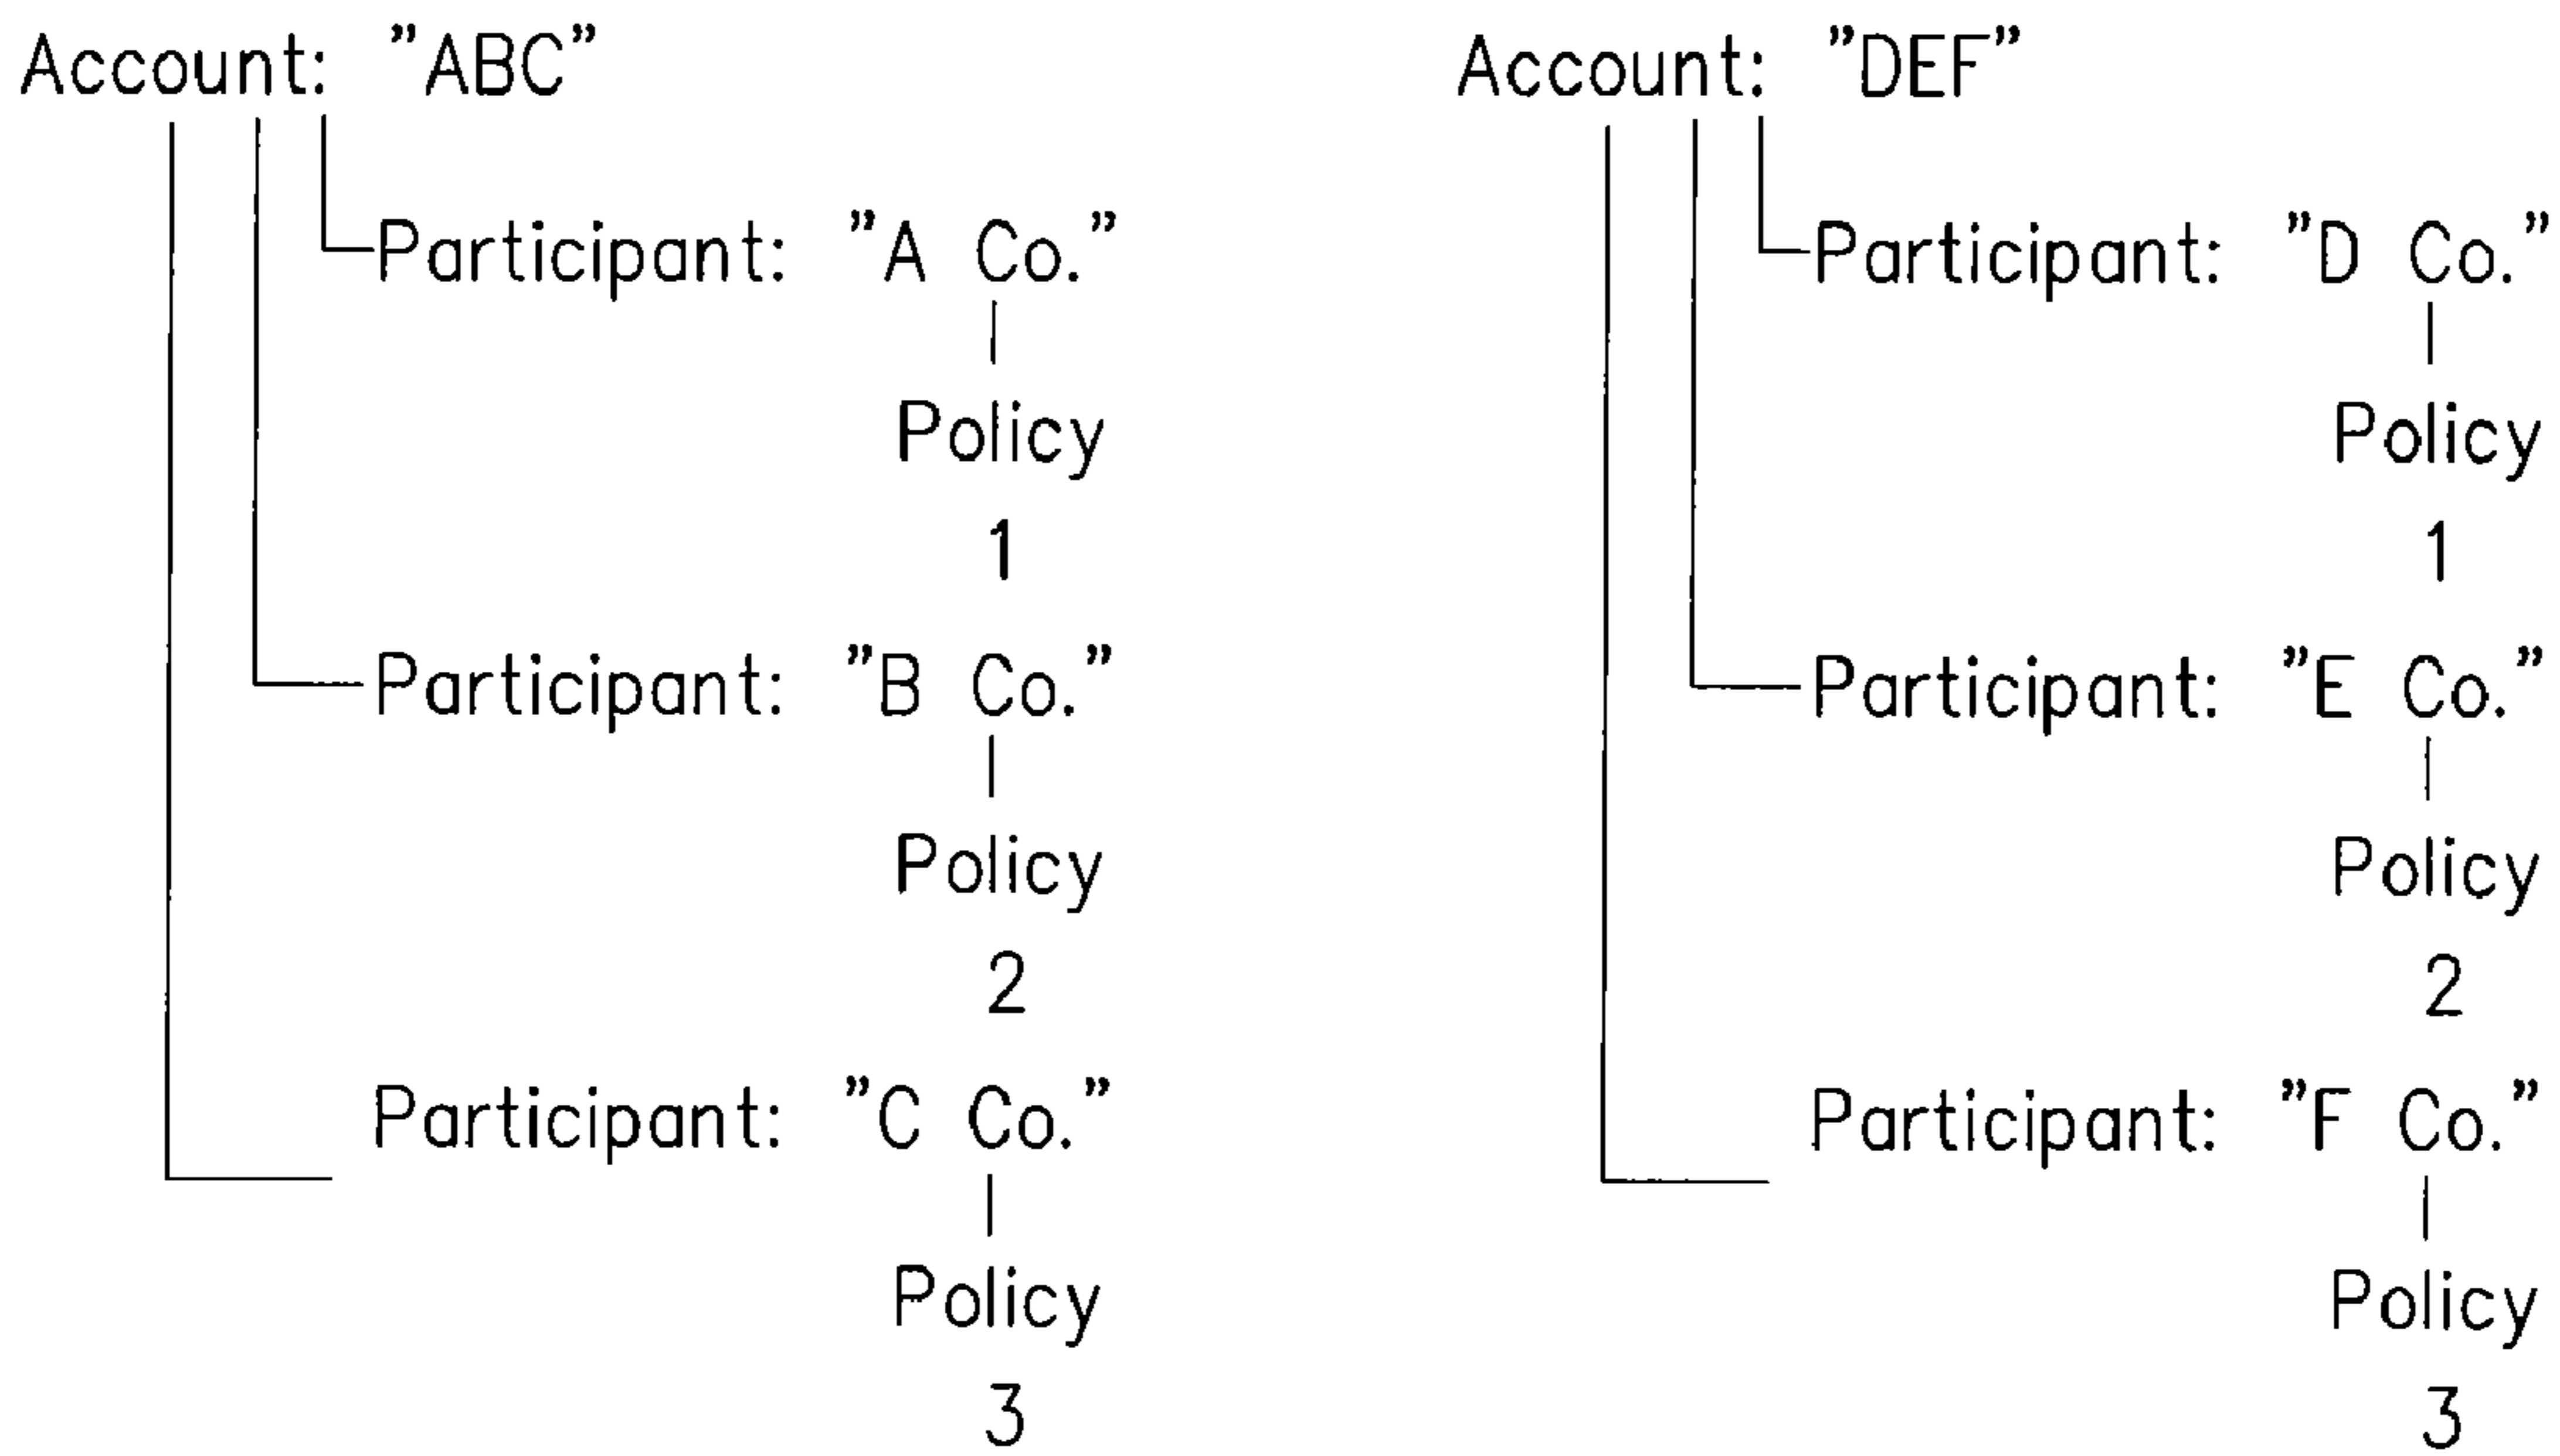 Account: "ABC"
Participant: "A Co."
Policy
1
Participant: "B Co."
Policy
2
Participant: "C Co."
Policy
3
Account: "DEF"
Participant: "D Co."
Policy
1
Participant: "E Co."
Policy
2
Participant: "F Co."
Policy
3